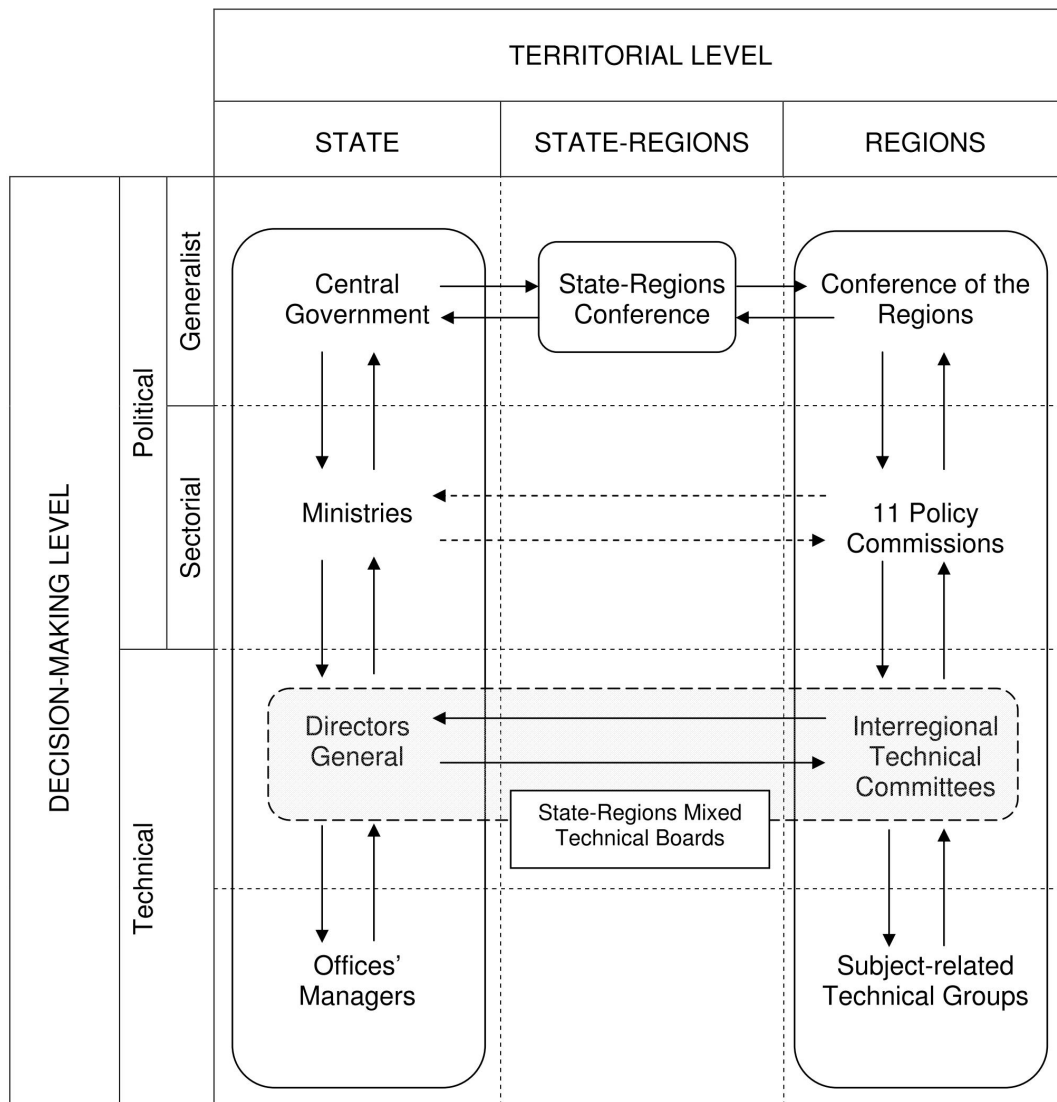 TERRITORIAL LEVEL
STATE
STATE-REGIONS
REGIONS
DECISION-MAKING LEVEL
Political
Generalist
Central
Government
State-Regions
Conference
Conference of the
Regions
Sectorial
Ministries
11 Policy
Commissions
Technical
Directors
General
Interregional
Technical
Committees
State-Regions Mixed
Technical Boards
Offices’
Managers
Subject-related
Technical Groups